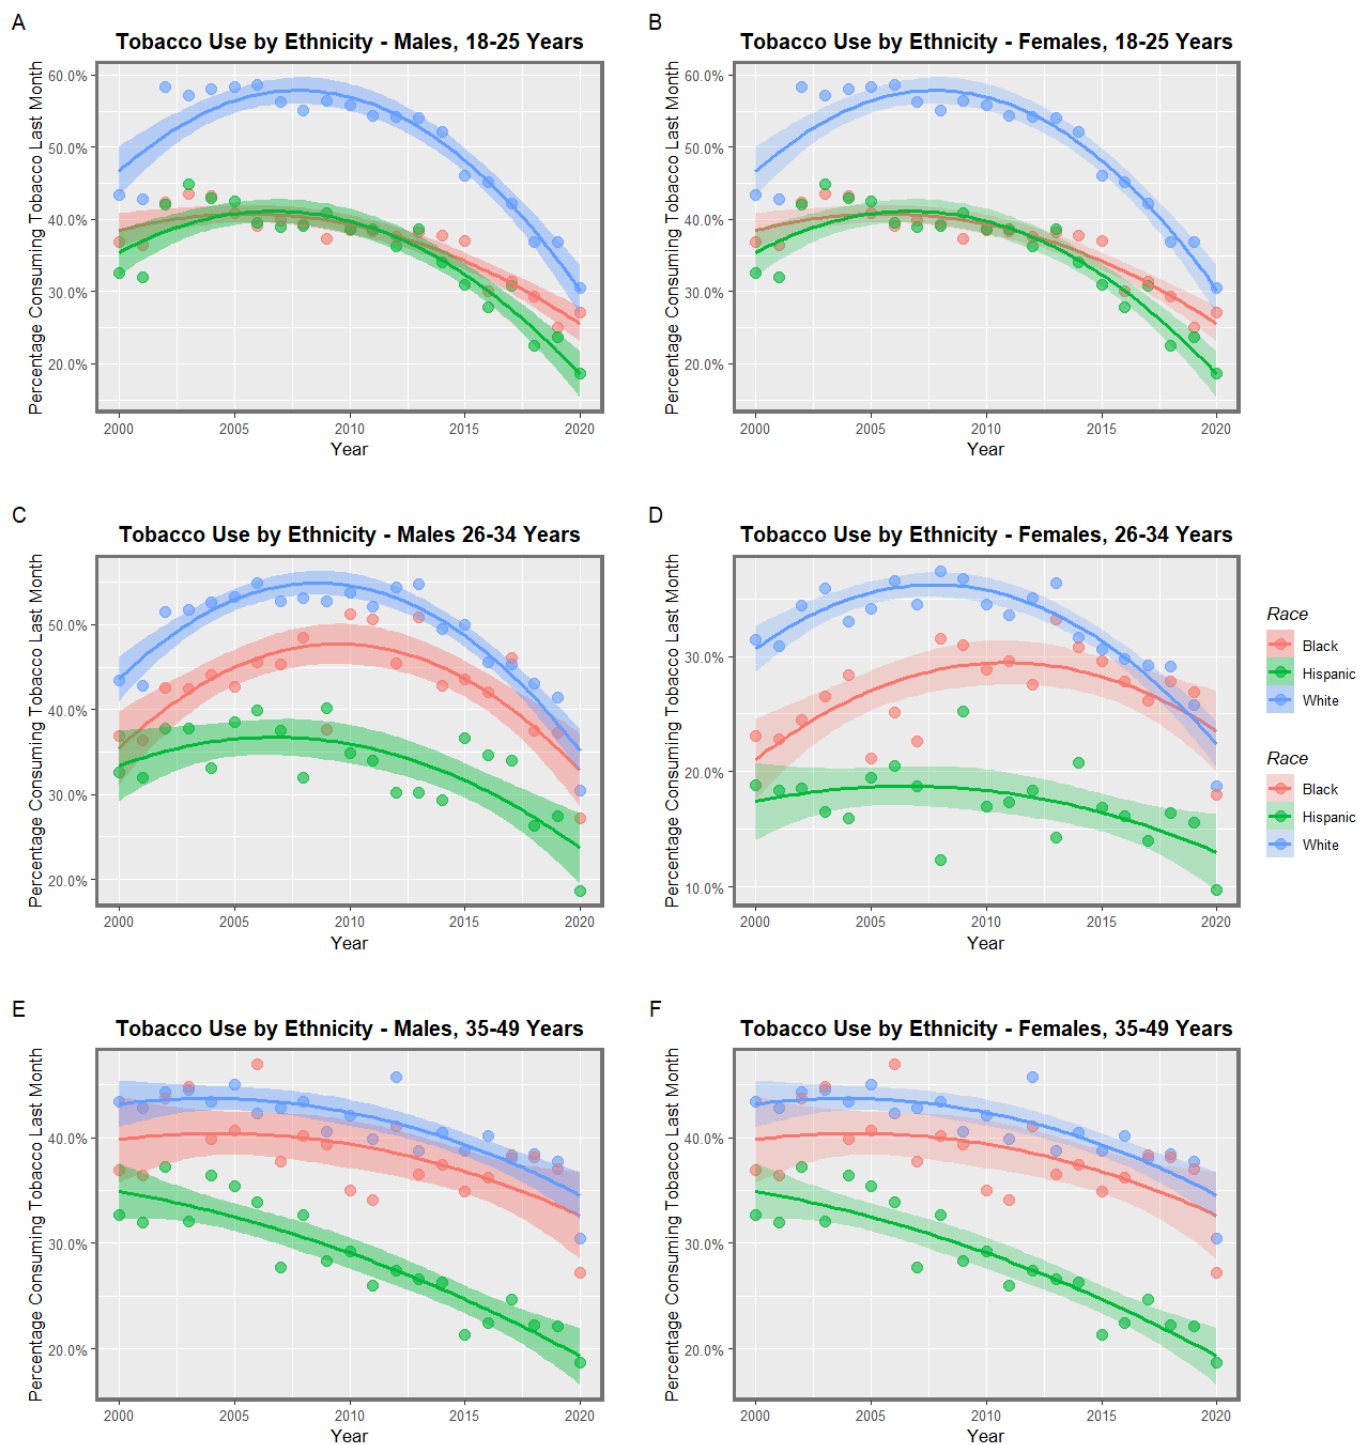 A
Tobacco Use by Ethnicity - Males, 18-25 Years
Percentage Consuming Tobacco Last Month
60.0%
50.0%
40.0%
30.0%
20.0%
2000
2005
2010
2015
2020
Year
B
Tobacco Use by Ethnicity - Females, 18-25 Years
Percentage Consuming Tobacco Last Month
60.0%
50.0%
40.0%
30.0%
20.0%
2000
2005
2010
2015
2020
Year
C
Tobacco Use by Ethnicity - Males 26-34 Years
Percentage Consuming Tobacco Last Month
50.0%
40.0%
30.0%
20.0%
2000
2005
2010
2015
2020
Year
D
Tobacco Use by Ethnicity - Females, 26-34 Years
Percentage Consuming Tobacco Last Month
30.0%
20.0%
10.0%
2000
2005
2010
2015
2020
Year
Race
Black
Hispanic
White
Race
Black
Hispanic
White
E
Tobacco Use by Ethnicity - Males, 35-49 Years
Percentage Consuming Tobacco Last Month
40.0%
30.0%
20.0%
2000
2005
2010
2015
2020
Year
F
Tobacco Use by Ethnicity - Females, 35-49 Years
Percentage Consuming Tobacco Last Month
40.0%
30.0%
20.0%
2000
2005
2010
2015
2020
Year